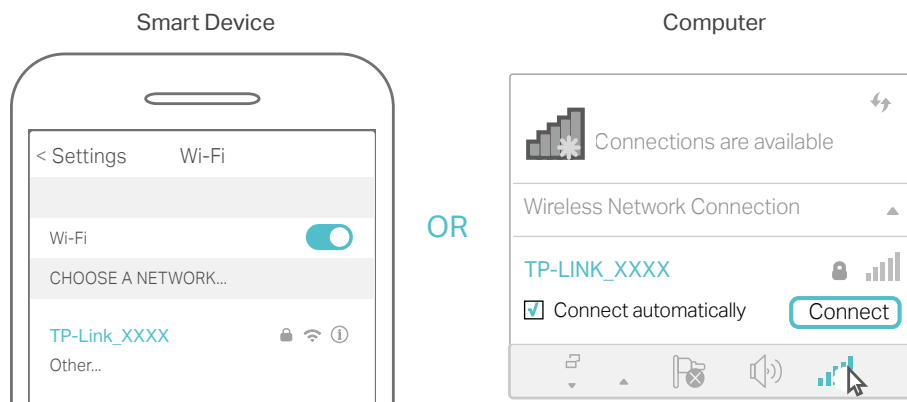 Smart Device
Computer
< Settings Wi-Fi
Wi-Fi
CHOOSE A NETWORK...
TP-Link_XXXX
Other...
OR
Connections are available
Wireless Network Connection
TP-LINK_XXXX
Connect automatically
Connect